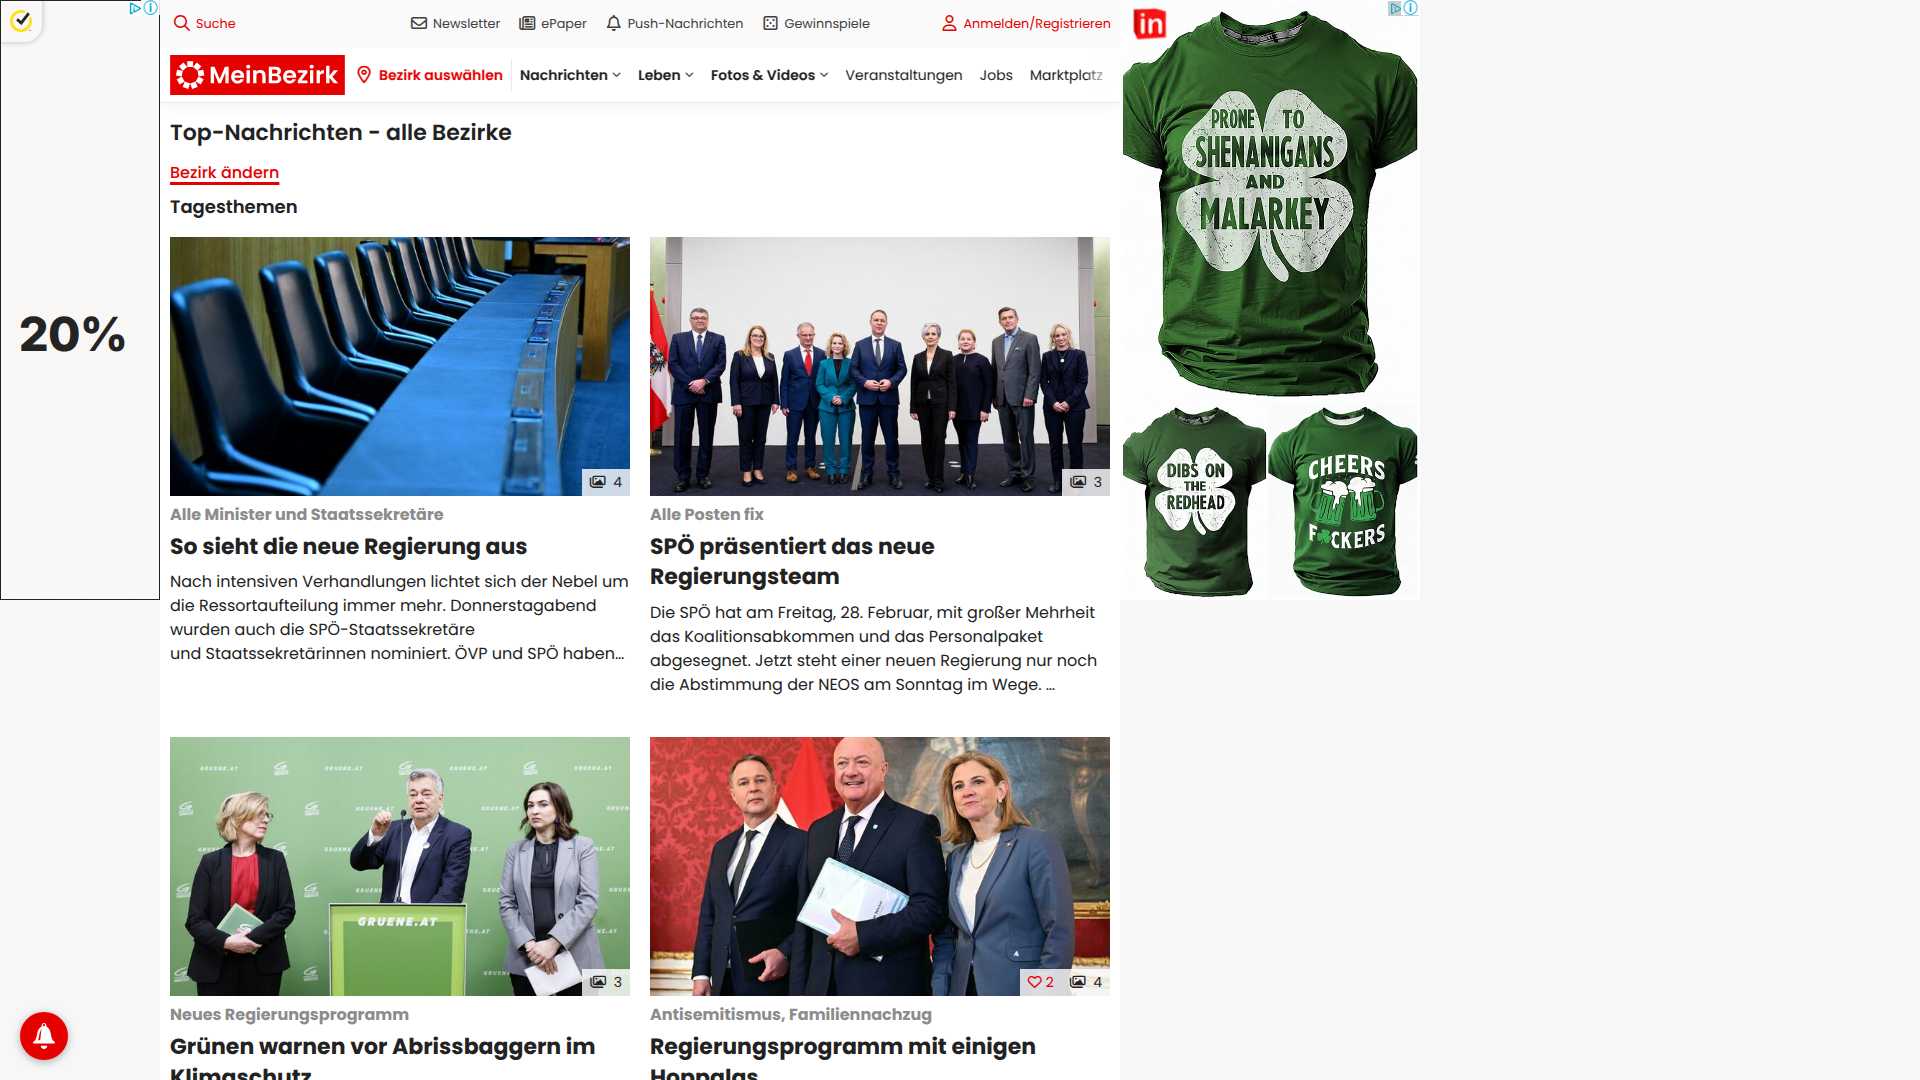 Suche
Newsletter
ePaper
Push-Nachrichten
Gewinnspiele
Anmelden/Registrieren
MeinBezirk
Bezirk auswählen
Nachrichten
Leben
Fotos & Videos
Veranstaltungen
Jobs
Marktplatz
20%
Top-Nachrichten - alle Bezirke
Bezirk ändern
Tagesthemen
4
Alle Minister und Staatssekretäre
So sieht die neue Regierung aus
Nach intensiven Verhandlungen lichtet sich der Nebel um
die Ressortaufteilung immer mehr. Donnerstagabend
wurden auch die SPÖ-Staatssekretäre
und Staatssekretärinnen nominiert. ÖVP und SPÖ haben…
3
Alle Posten fix
SPÖ präsentiert das neue
Regierungsteam
Die SPÖ hat am Freitag, 28. Februar, mit großer Mehrheit
das Koalitionsabkommen und das Personalpaket
abgesegnet. Jetzt steht einer neuen Regierung nur noch
die Abstimmung der NEOS am Sonntag im Wege. …
GRUENE.AT
3
Neues Regierungsprogramm
Grünen warnen vor Abrissbaggern im
Klimaschutz
2
4
Antisemitismus, Familiennachzug
Regierungsprogramm mit einigen
Hoppalas
in
PRONE TO
SHENANIGANS
AND
MALARKEY
DIBS ON
THE
REDHEAD
CHEERS
F☘CKERS